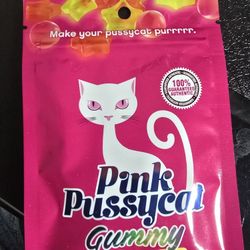 Make your pussycat purrrrr.
100%
GUARANTEED
AUTHENTIC
Pink
Pussycat
Gummy